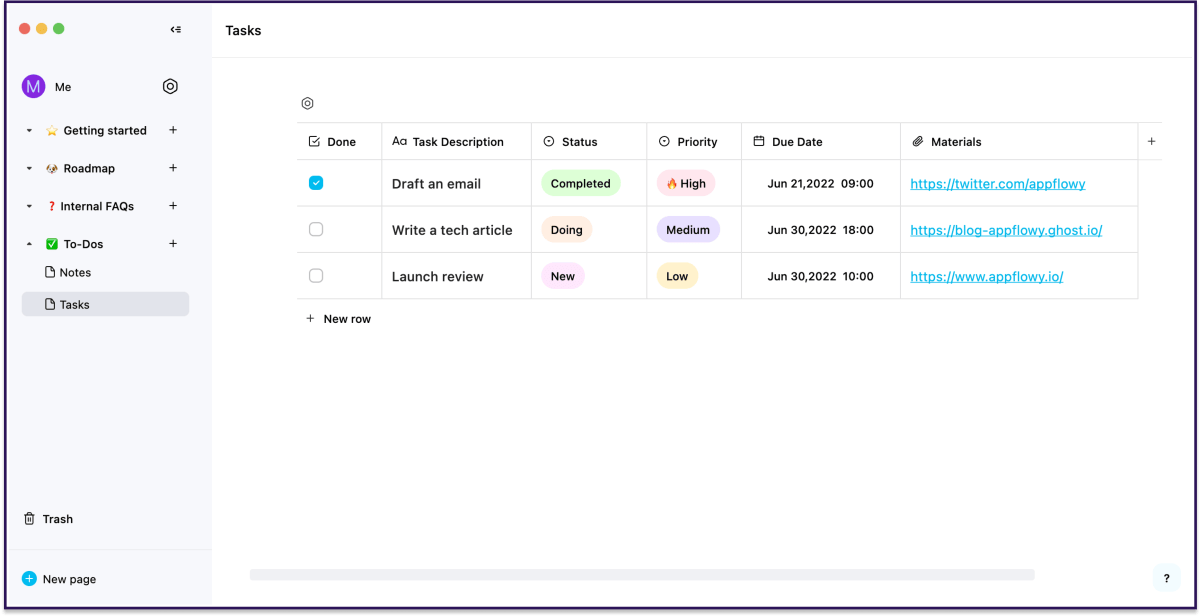 Tasks
M Me
⭐ Getting started +
Roadmap +
❓ Internal FAQs +
✅ To-Dos +
Notes
Tasks
Trash
+ New page
Done Aa Task Description Status Priority Due Date Materials +
Draft an email Completed 🔥 High Jun 21,2022 09:00 https://twitter.com/appflowy
Write a tech article Doing Medium Jun 30,2022 18:00 https://blog-appflowy.ghost.io/
Launch review New Low Jun 30,2022 10:00 https://www.appflowy.io/
+ New row
?